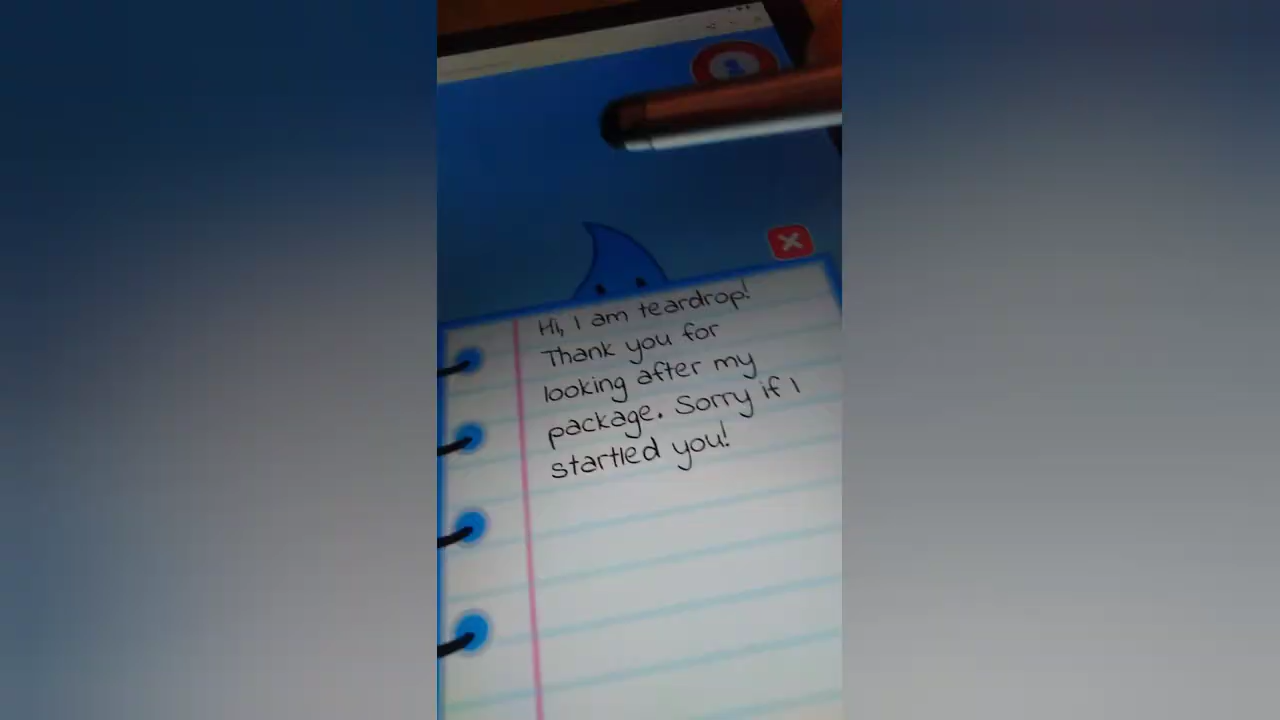 Hi, I am teardrop!
Thank you for
looking after my
package. Sorry if I
startled you!